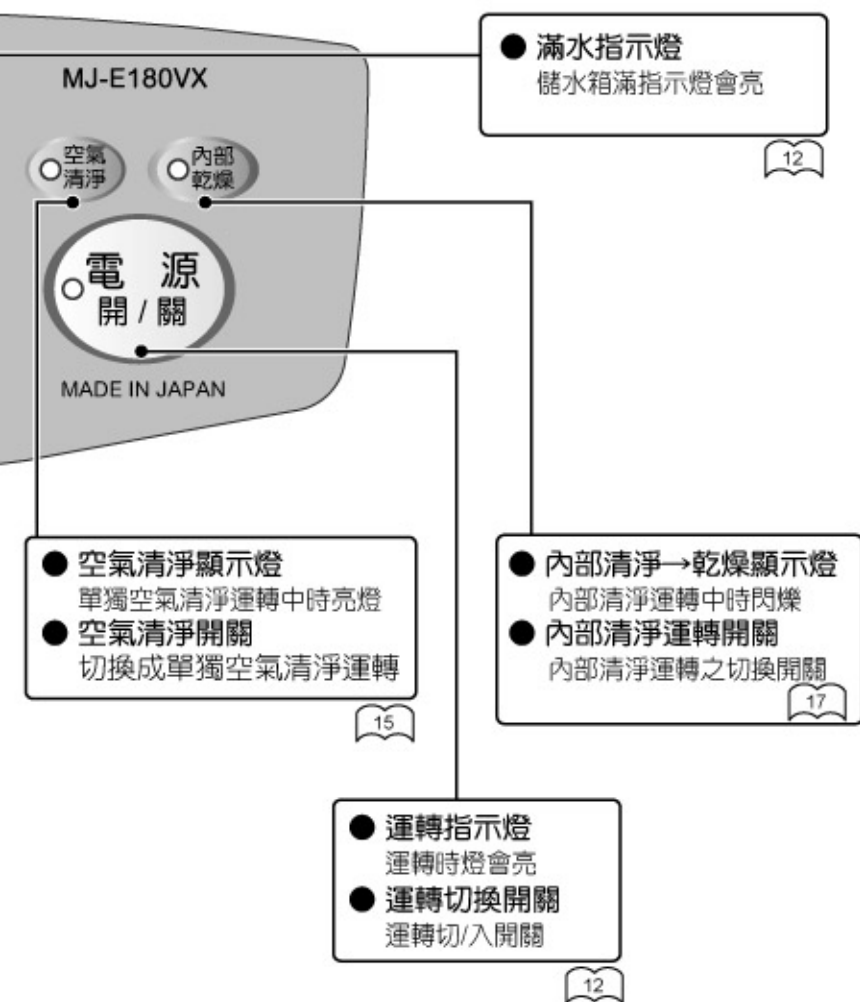 ● 滿水指示燈
儲水箱滿指示燈會亮
12
MJ-E180VX
空氣
清淨
內部
乾燥
電 源
開 / 關
MADE IN JAPAN
● 空氣清淨顯示燈
單獨空氣清淨運轉中時亮燈
● 空氣清淨開關
切換成單獨空氣清淨運轉
15
● 內部清淨→乾燥顯示燈
內部清淨運轉中時閃爍
● 內部清淨運轉開關
內部清淨運轉之切換開關
17
● 運轉指示燈
運轉時燈會亮
● 運轉切換開關
運轉切/入開關
12